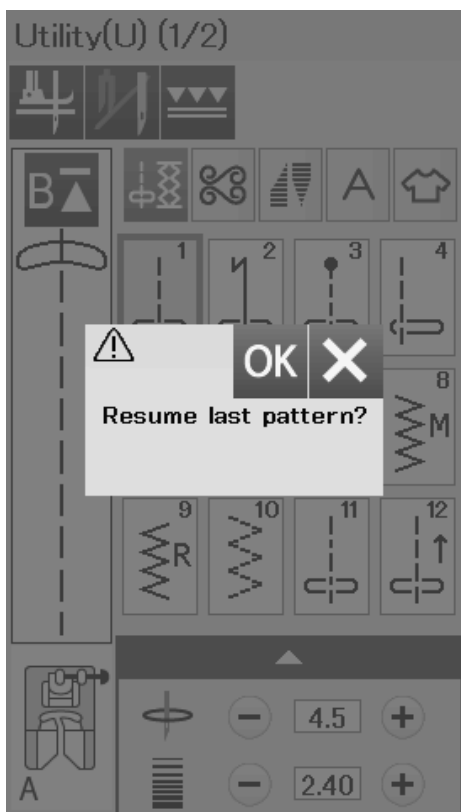 Utility(U) (1/2)
B
A
1
2
3
4
OK
Resume last pattern?
8
M
9
R
10
11
12
4.5
2.40
A